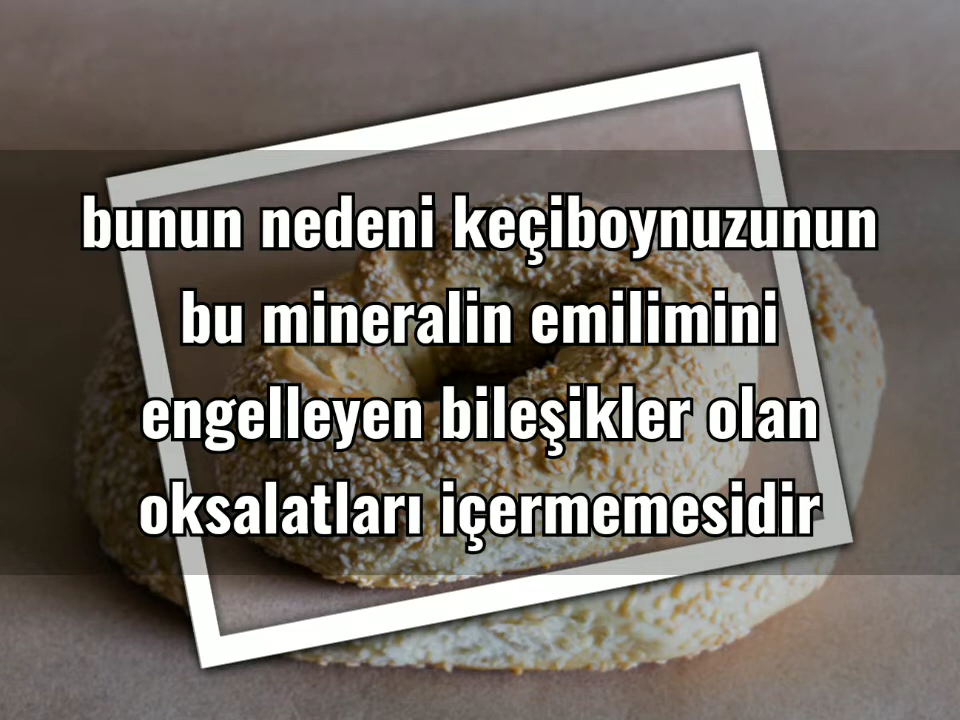 bunun nedeni keçiboynuzunun
bu mineralin emilimini
engelleyen bileşikler olan
oksalatları içermemesidir